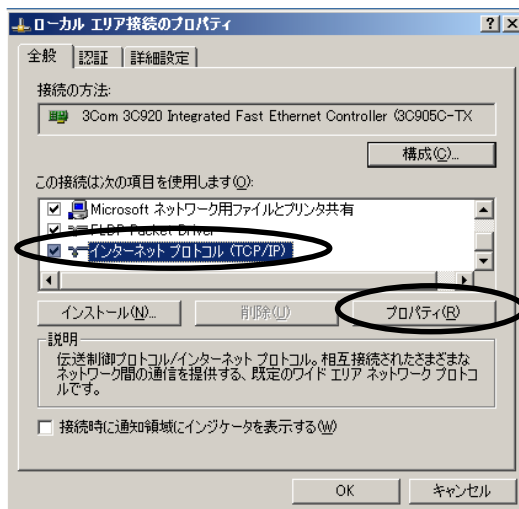 ローカル エリア接続のプロパティ
全般
認証
詳細設定
接続の方法:
3Com 3C920 Integrated Fast Ethernet Controller (3C905C-TX
構成(C)...
この接続は次の項目を使用します(O):
Microsoft ネットワーク用ファイルとプリンタ共有
Packet Driver
インターネット プロトコル (TCP/IP)
インストール(N)...
削除(U)
プロパティ(R)
説明
伝送制御プロトコル/インターネット プロトコル。相互接続されたさまざまな
ネットワーク間の通信を提供する、既定のワイド エリア ネットワーク プロトコ
ルです。
接続時に通知領域にインジケータを表示する(W)
OK
キャンセル